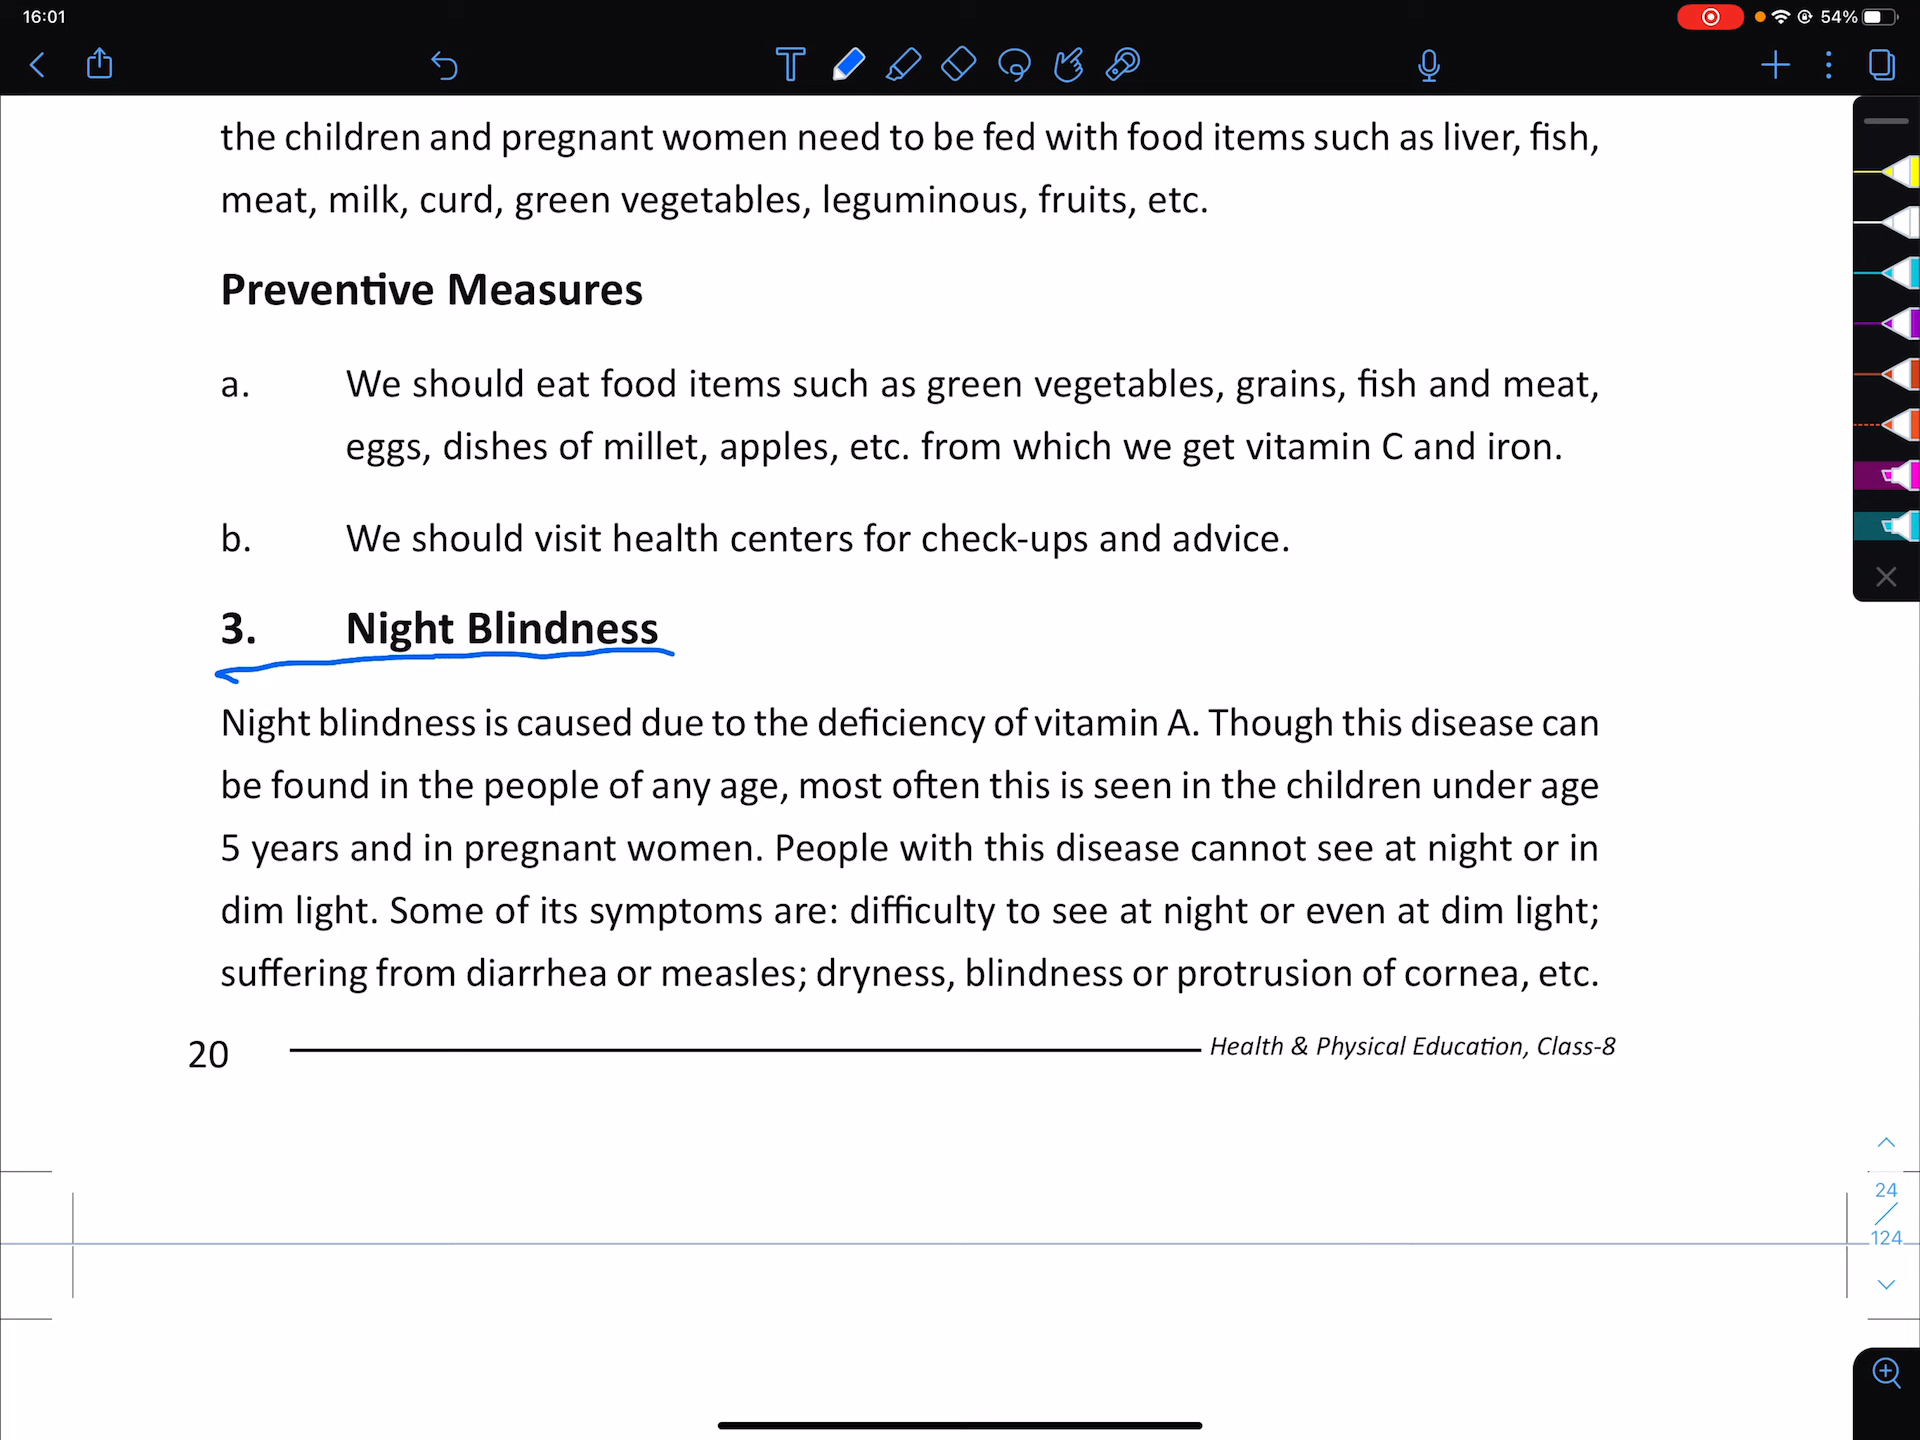 16:01
54%
the children and pregnant women need to be fed with food items such as liver, fish,
meat, milk, curd, green vegetables, leguminous, fruits, etc.
Preventive Measures
a. We should eat food items such as green vegetables, grains, fish and meat,
eggs, dishes of millet, apples, etc. from which we get vitamin C and iron.
b. We should visit health centers for check-ups and advice.
3. Night Blindness
Night blindness is caused due to the deficiency of vitamin A. Though this disease can
be found in the people of any age, most often this is seen in the children under age
5 years and in pregnant women. People with this disease cannot see at night or in
dim light. Some of its symptoms are: difficulty to see at night or even at dim light;
suffering from diarrhea or measles; dryness, blindness or protrusion of cornea, etc.
20 Health & Physical Education, Class-8
24
/
124